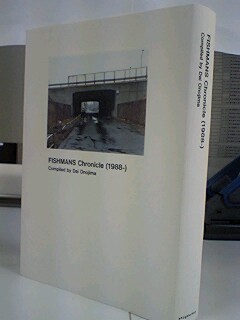 FISHMANS Chronicle (1988-)
Compiled by Dai Onojima
FISHMANS Chronicle (1988-)
Compiled by Dai Onojima